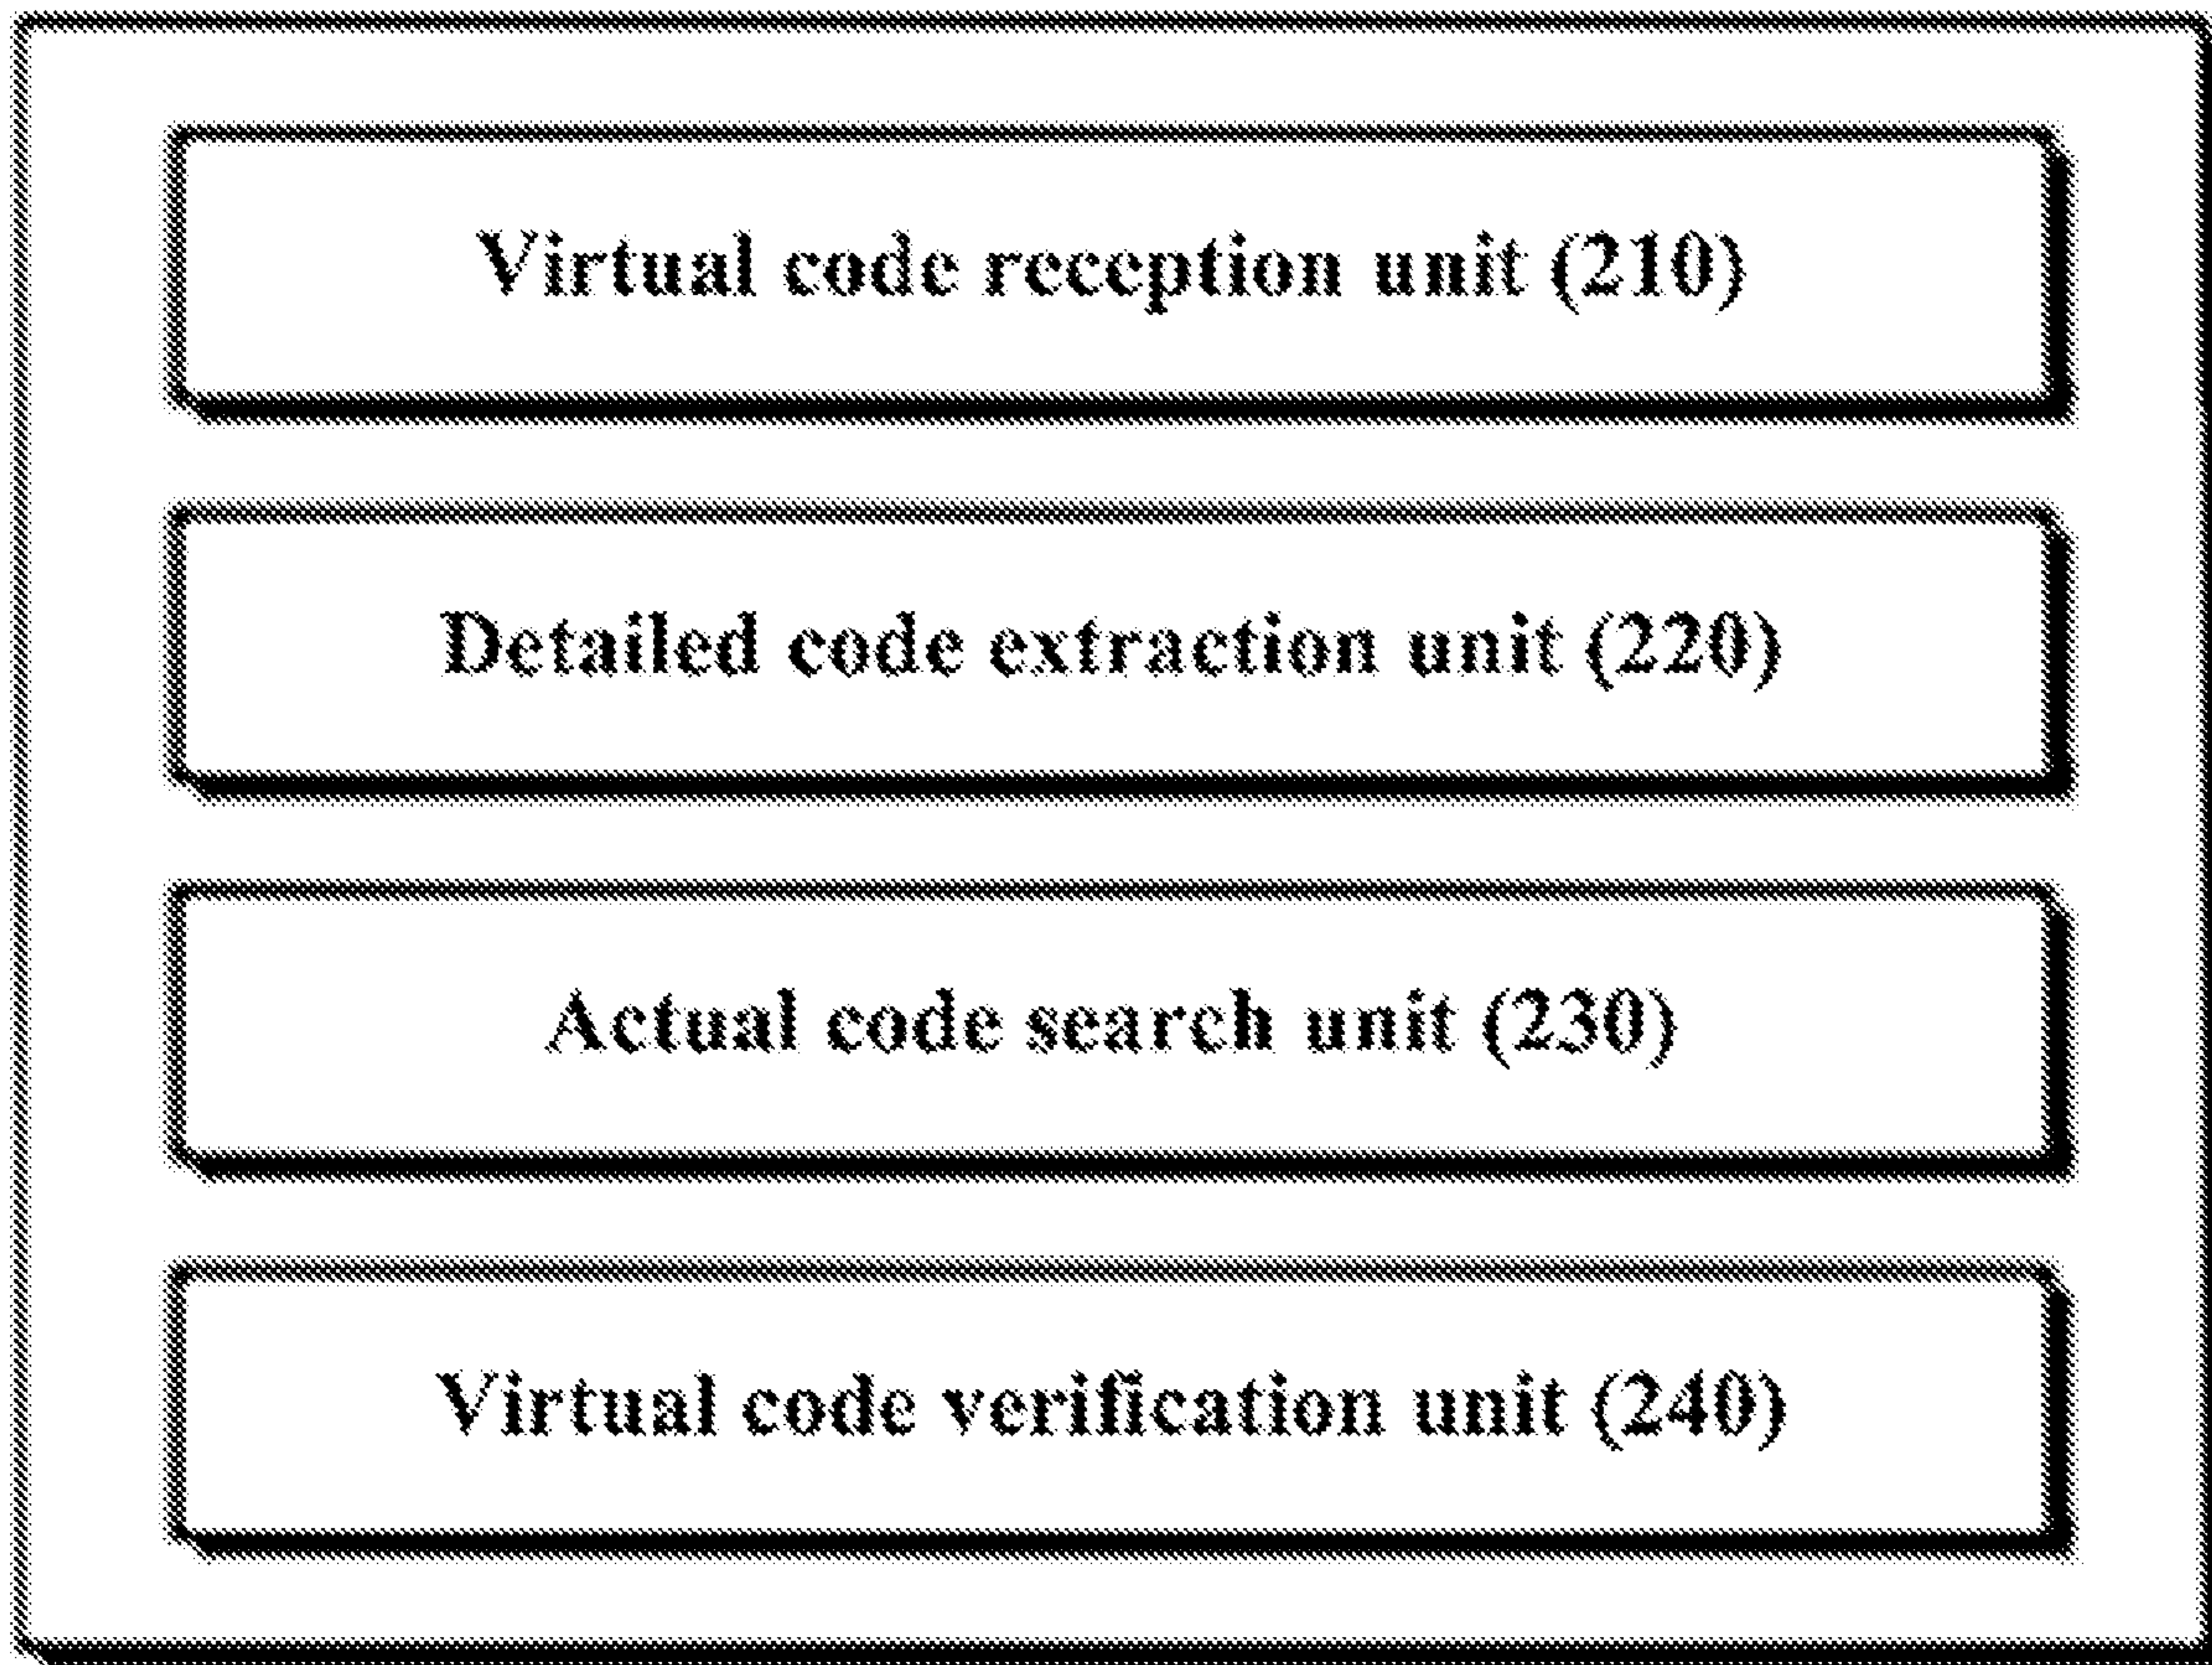 Virtual code reception unit (210)
Detailed code extraction unit (220)
Actual code search unit (230)
Virtual code verification unit (240)